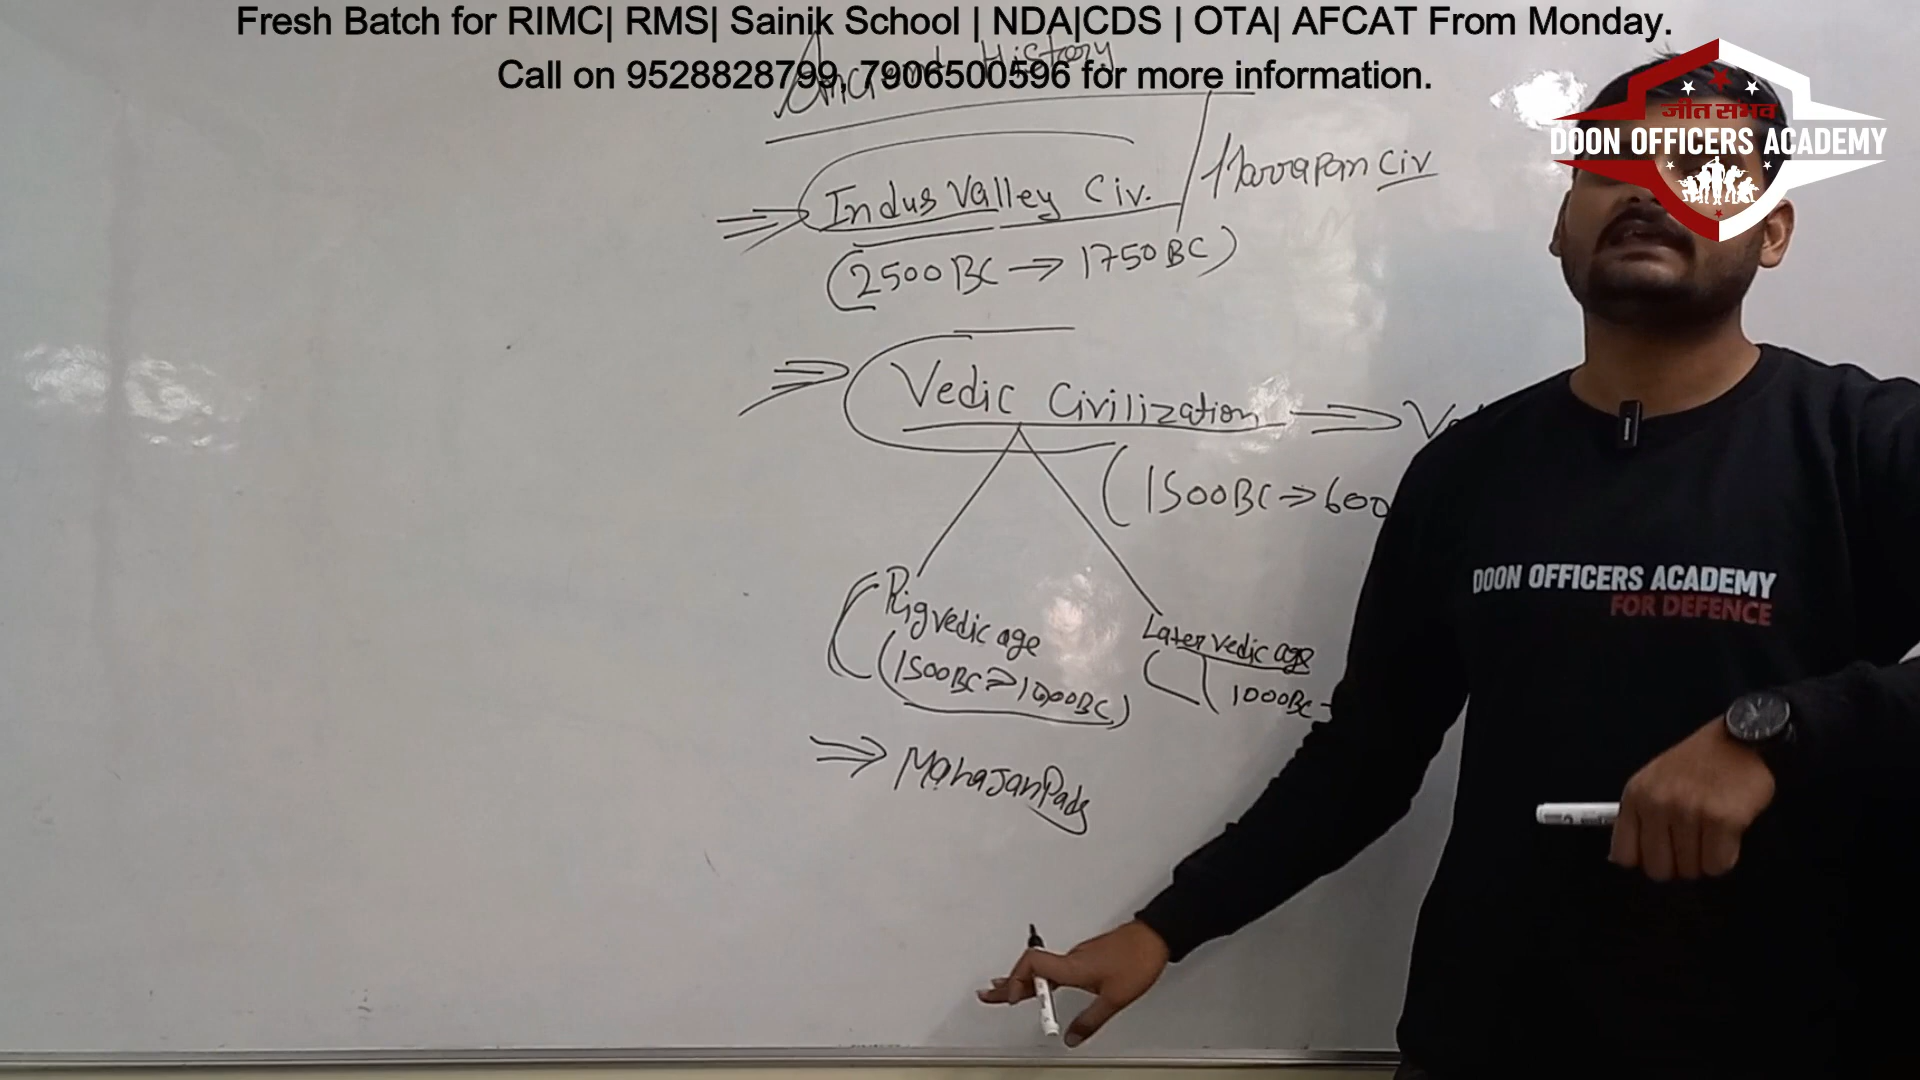 Fresh Batch for RIMC| RMS| Sainik School | NDA|CDS | OTA| AFCAT From Monday.
Call on 9528828799, 7906500596 for more information.
Ancient History
Indus Valley Civ. / Harrapan Civ
(2500 BC → 1750 BC)
Vedic Civilization ⇒
(1500BC ⇒ 600
Rigvedic age
(1500BC ⇒ 1000BC)
Later vedic age
1000BC -
⇒ MahaJanPads
जीत संभव
DOON OFFICERS ACADEMY
DOON OFFICERS ACADEMY
FOR DEFENCE